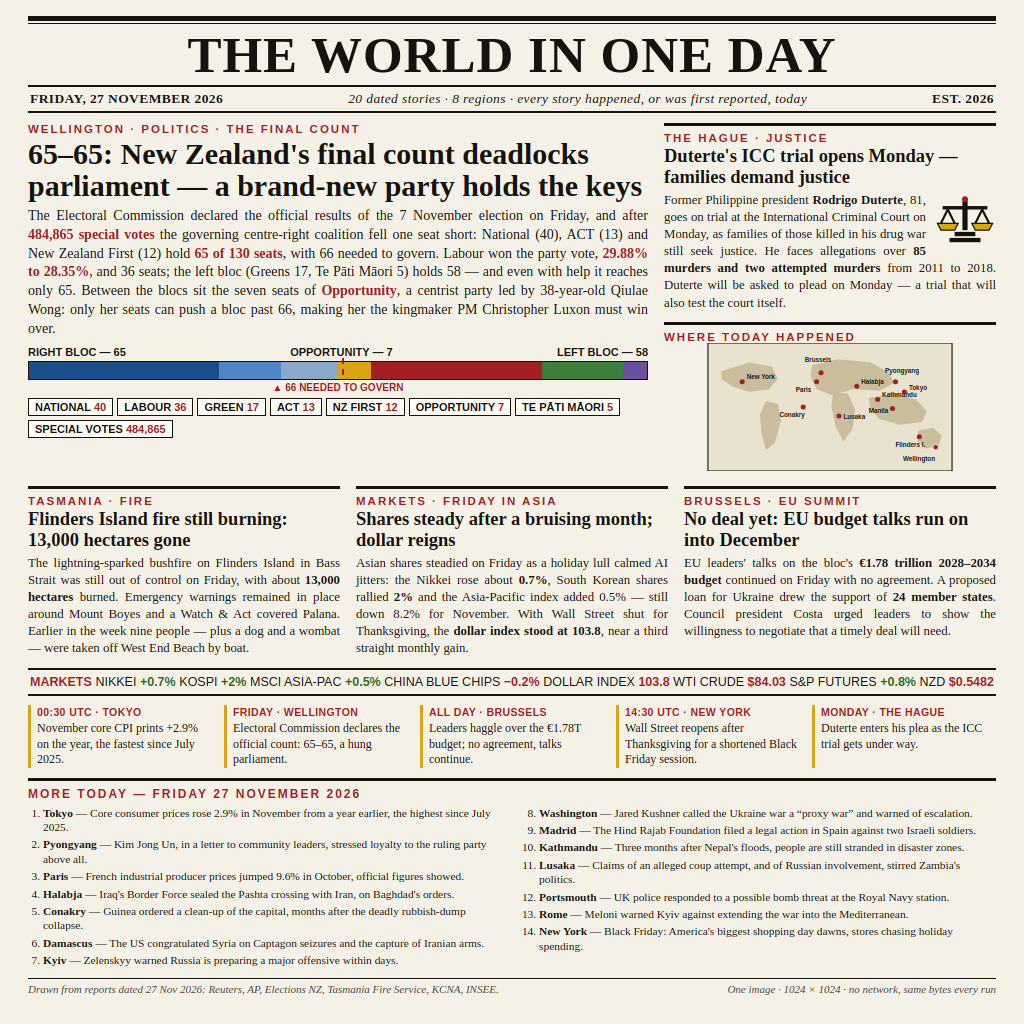 THE WORLD IN ONE DAY
FRIDAY, 27 NOVEMBER 2026
20 dated stories · 8 regions · every story happened, or was first reported, today
EST. 2026
WELLINGTON · POLITICS · THE FINAL COUNT
65–65: New Zealand's final count deadlocks
parliament — a brand-new party holds the keys
The Electoral Commission declared the official results of the 7 November election on Friday, and after
484,865 special votes the governing centre-right coalition fell one seat short: National (40), ACT (13) and
New Zealand First (12) hold 65 of 130 seats, with 66 needed to govern. Labour won the party vote, 29.88%
to 28.35%, and 36 seats; the left bloc (Greens 17, Te Pāti Māori 5) holds 58 — and even with help it reaches
only 65. Between the blocs sit the seven seats of Opportunity, a centrist party led by 38-year-old Qiulae
Wong: only her seats can push a bloc past 66, making her the kingmaker PM Christopher Luxon must win
over.
RIGHT BLOC — 65
OPPORTUNITY — 7
LEFT BLOC — 58
▲ 66 NEEDED TO GOVERN
NATIONAL 40
LABOUR 36
GREEN 17
ACT 13
NZ FIRST 12
OPPORTUNITY 7
TE PĀTI MĀORI 5
SPECIAL VOTES 484,865
THE HAGUE · JUSTICE
Duterte's ICC trial opens Monday —
families demand justice
Former Philippine president Rodrigo Duterte, 81,
goes on trial at the International Criminal Court on
Monday, as families of those killed in his drug war
still seek justice. He faces allegations over 85
murders and two attempted murders from 2011 to 2018.
Duterte will be asked to plead on Monday — a trial that will
also test the court itself.
WHERE TODAY HAPPENED
Brussels
Pyongyang
New York
Halabja
Tokyo
Paris
Kathmandu
Manila
Conakry
Lusaka
Flinders I.
Wellington
TASMANIA · FIRE
Flinders Island fire still burning:
13,000 hectares gone
The lightning-sparked bushfire on Flinders Island in Bass
Strait was still out of control on Friday, with about 13,000
hectares burned. Emergency warnings remained in place
around Mount Boyes and a Watch & Act covered Palana.
Earlier in the week nine people — plus a dog and a wombat
— were taken off West End Beach by boat.
MARKETS · FRIDAY IN ASIA
Shares steady after a bruising month;
dollar reigns
Asian shares steadied on Friday as a holiday lull calmed AI
jitters: the Nikkei rose about 0.7%, South Korean shares
rallied 2% and the Asia-Pacific index added 0.5% — still
down 8.2% for November. With Wall Street shut for
Thanksgiving, the dollar index stood at 103.8, near a third
straight monthly gain.
BRUSSELS · EU SUMMIT
No deal yet: EU budget talks run on
into December
EU leaders' talks on the bloc's €1.78 trillion 2028–2034
budget continued on Friday with no agreement. A proposed
loan for Ukraine drew the support of 24 member states.
Council president Costa urged leaders to show the
willingness to negotiate that a timely deal will need.
MARKETS NIKKEI +0.7% KOSPI +2% MSCI ASIA-PAC +0.5% CHINA BLUE CHIPS −0.2% DOLLAR INDEX 103.8 WTI CRUDE $84.03 S&P FUTURES +0.8% NZD $0.5482
00:30 UTC · TOKYO
November core CPI prints +2.9%
on the year, the fastest since July
2025.
FRIDAY · WELLINGTON
Electoral Commission declares the
official count: 65–65, a hung
parliament.
ALL DAY · BRUSSELS
Leaders haggle over the €1.78T
budget; no agreement, talks
continue.
14:30 UTC · NEW YORK
Wall Street reopens after
Thanksgiving for a shortened Black
Friday session.
MONDAY · THE HAGUE
Duterte enters his plea as the ICC
trial gets under way.
MORE TODAY — FRIDAY 27 NOVEMBER 2026
1. Tokyo — Core consumer prices rose 2.9% in November from a year earlier, the highest since July
2025.
2. Pyongyang — Kim Jong Un, in a letter to community leaders, stressed loyalty to the ruling party
above all.
3. Paris — French industrial producer prices jumped 9.6% in October, official figures showed.
4. Halabja — Iraq's Border Force sealed the Pashta crossing with Iran, on Baghdad's orders.
5. Conakry — Guinea ordered a clean-up of the capital, months after the deadly rubbish-dump
collapse.
6. Damascus — The US congratulated Syria on Captagon seizures and the capture of Iranian arms.
7. Kyiv — Zelenskyy warned Russia is preparing a major offensive within days.
8. Washington — Jared Kushner called the Ukraine war a “proxy war” and warned of escalation.
9. Madrid — The Hind Rajab Foundation filed a legal action in Spain against two Israeli soldiers.
10. Kathmandu — Three months after Nepal's floods, people are still stranded in disaster zones.
11. Lusaka — Claims of an alleged coup attempt, and of Russian involvement, stirred Zambia's
politics.
12. Portsmouth — UK police responded to a possible bomb threat at the Royal Navy station.
13. Rome — Meloni warned Kyiv against extending the war into the Mediterranean.
14. New York — Black Friday: America's biggest shopping day dawns, stores chasing holiday
spending.
Drawn from reports dated 27 Nov 2026: Reuters, AP, Elections NZ, Tasmania Fire Service, KCNA, INSEE.
One image · 1024 × 1024 · no network, same bytes every run